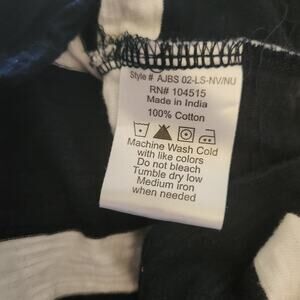 Style # AJBS 02-LS-NV/NU
RN# 104515
Made in India
100% Cotton
Machine Wash Cold
with like colors
Do not bleach
Tumble dry low
Medium iron
when needed